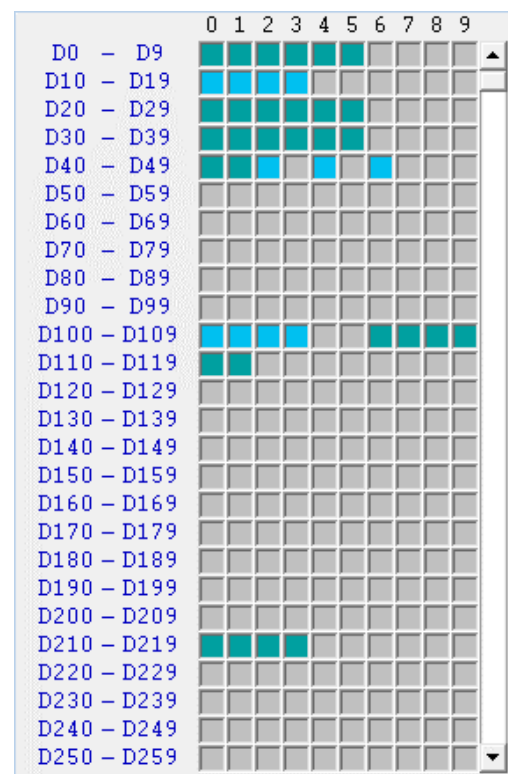 0 1 2 3 4 5 6 7 8 9
D0 – D9
D10 – D19
D20 – D29
D30 – D39
D40 – D49
D50 – D59
D60 – D69
D70 – D79
D80 – D89
D90 – D99
D100 – D109
D110 – D119
D120 – D129
D130 – D139
D140 – D149
D150 – D159
D160 – D169
D170 – D179
D180 – D189
D190 – D199
D200 – D209
D210 – D219
D220 – D229
D230 – D239
D240 – D249
D250 – D259